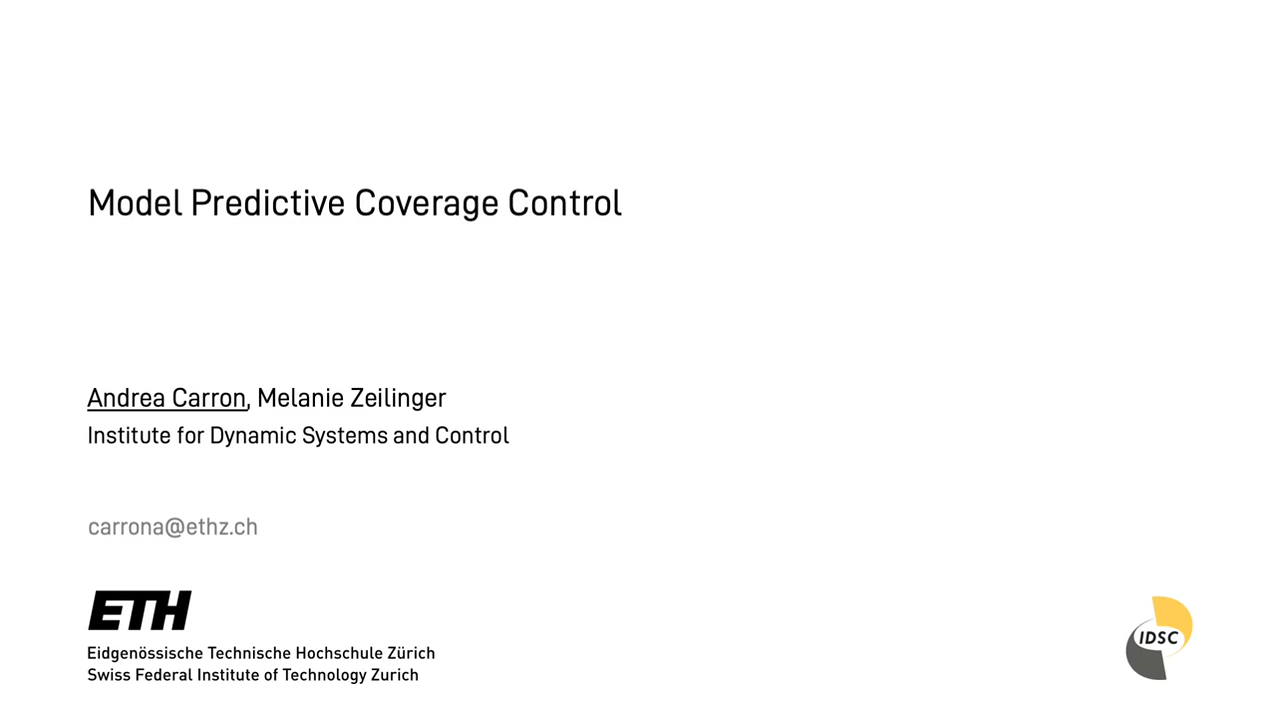 Model Predictive Coverage Control
Andrea Carron, Melanie Zeilinger
Institute for Dynamic Systems and Control
carrona@ethz.ch
ETH
Eidgenössische Technische Hochschule Zürich
Swiss Federal Institute of Technology Zurich
IDSC